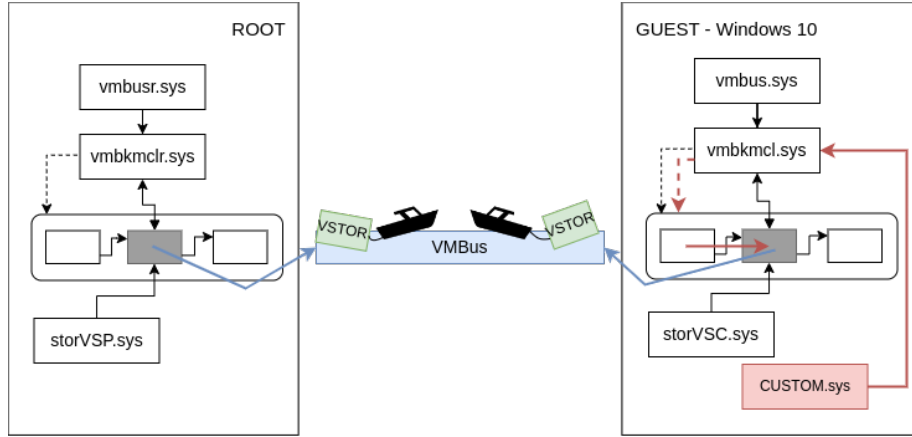 ROOT
vmbusr.sys
vmbkmclr.sys
storVSP.sys
VSTOR
VMBus
VSTOR
GUEST - Windows 10
vmbus.sys
vmbkmcl.sys
storVSC.sys
CUSTOM.sys